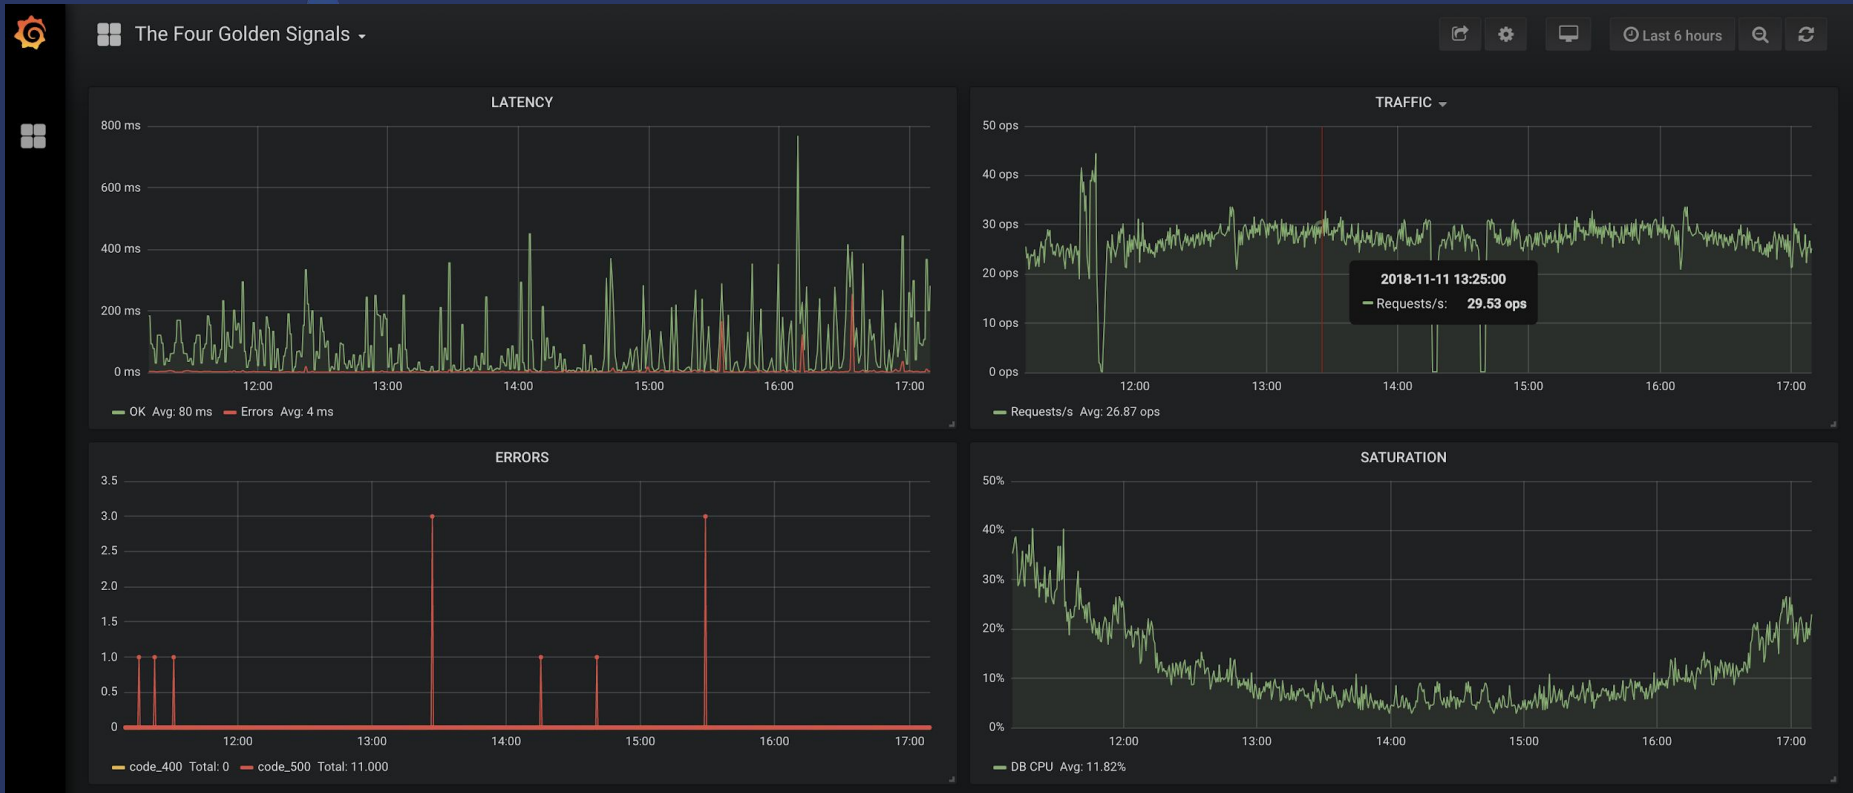 The Four Golden Signals
Last 6 hours
LATENCY
800 ms
600 ms
400 ms
200 ms
0 ms
12:00 13:00 14:00 15:00 16:00 17:00
OK Avg: 80 ms Errors Avg: 4 ms
TRAFFIC
50 ops
40 ops
30 ops
20 ops
10 ops
0 ops
2018-11-11 13:25:00
Requests/s: 29.53 ops
12:00 13:00 14:00 15:00 16:00 17:00
Requests/s Avg: 26.87 ops
ERRORS
3.5
3.0
2.5
2.0
1.5
1.0
0.5
0
12:00 13:00 14:00 15:00 16:00 17:00
code_400 Total: 0 code_500 Total: 11.000
SATURATION
50%
40%
30%
20%
10%
0%
12:00 13:00 14:00 15:00 16:00 17:00
DB CPU Avg: 11.82%